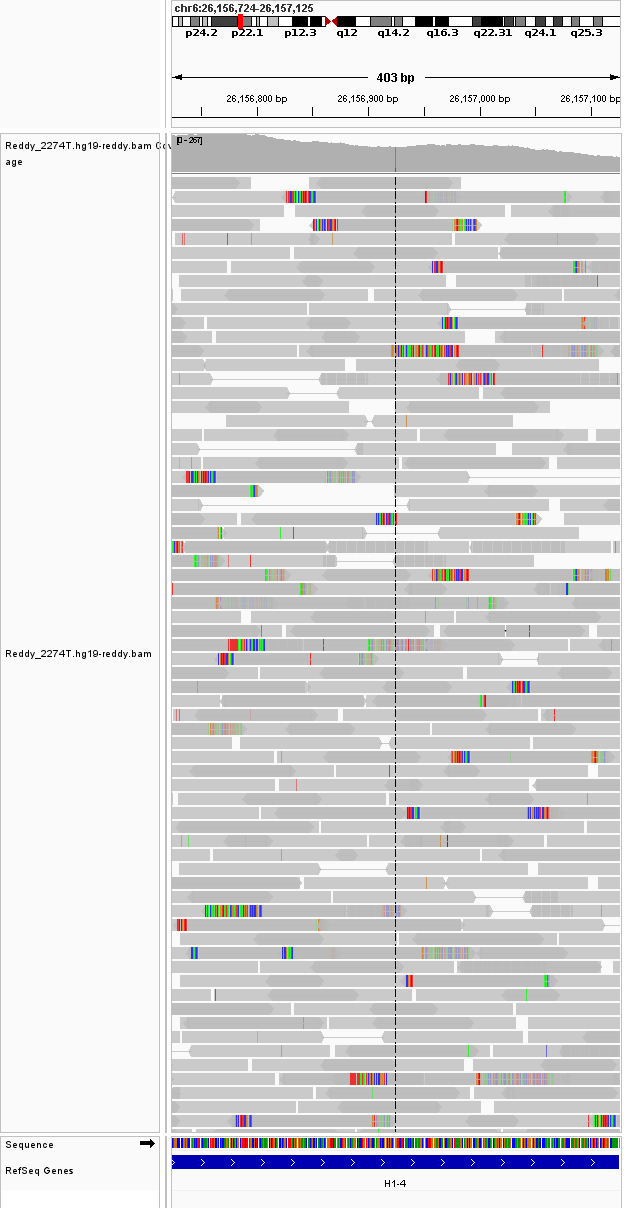 chr6:26,156,724-26,157,125
p24.2 p22.1 p12.3 q12 q14.2 q16.3 q22.31 q24.1 q25.3
403 bp
26,156,800 bp 26,156,900 bp 26,157,000 bp 26,157,100 bp
Reddy_2274T.hg19-reddy.bam Cov
age
[0-267]
Reddy_2274T.hg19-reddy.bam
Sequence
RefSeq Genes
H1-4